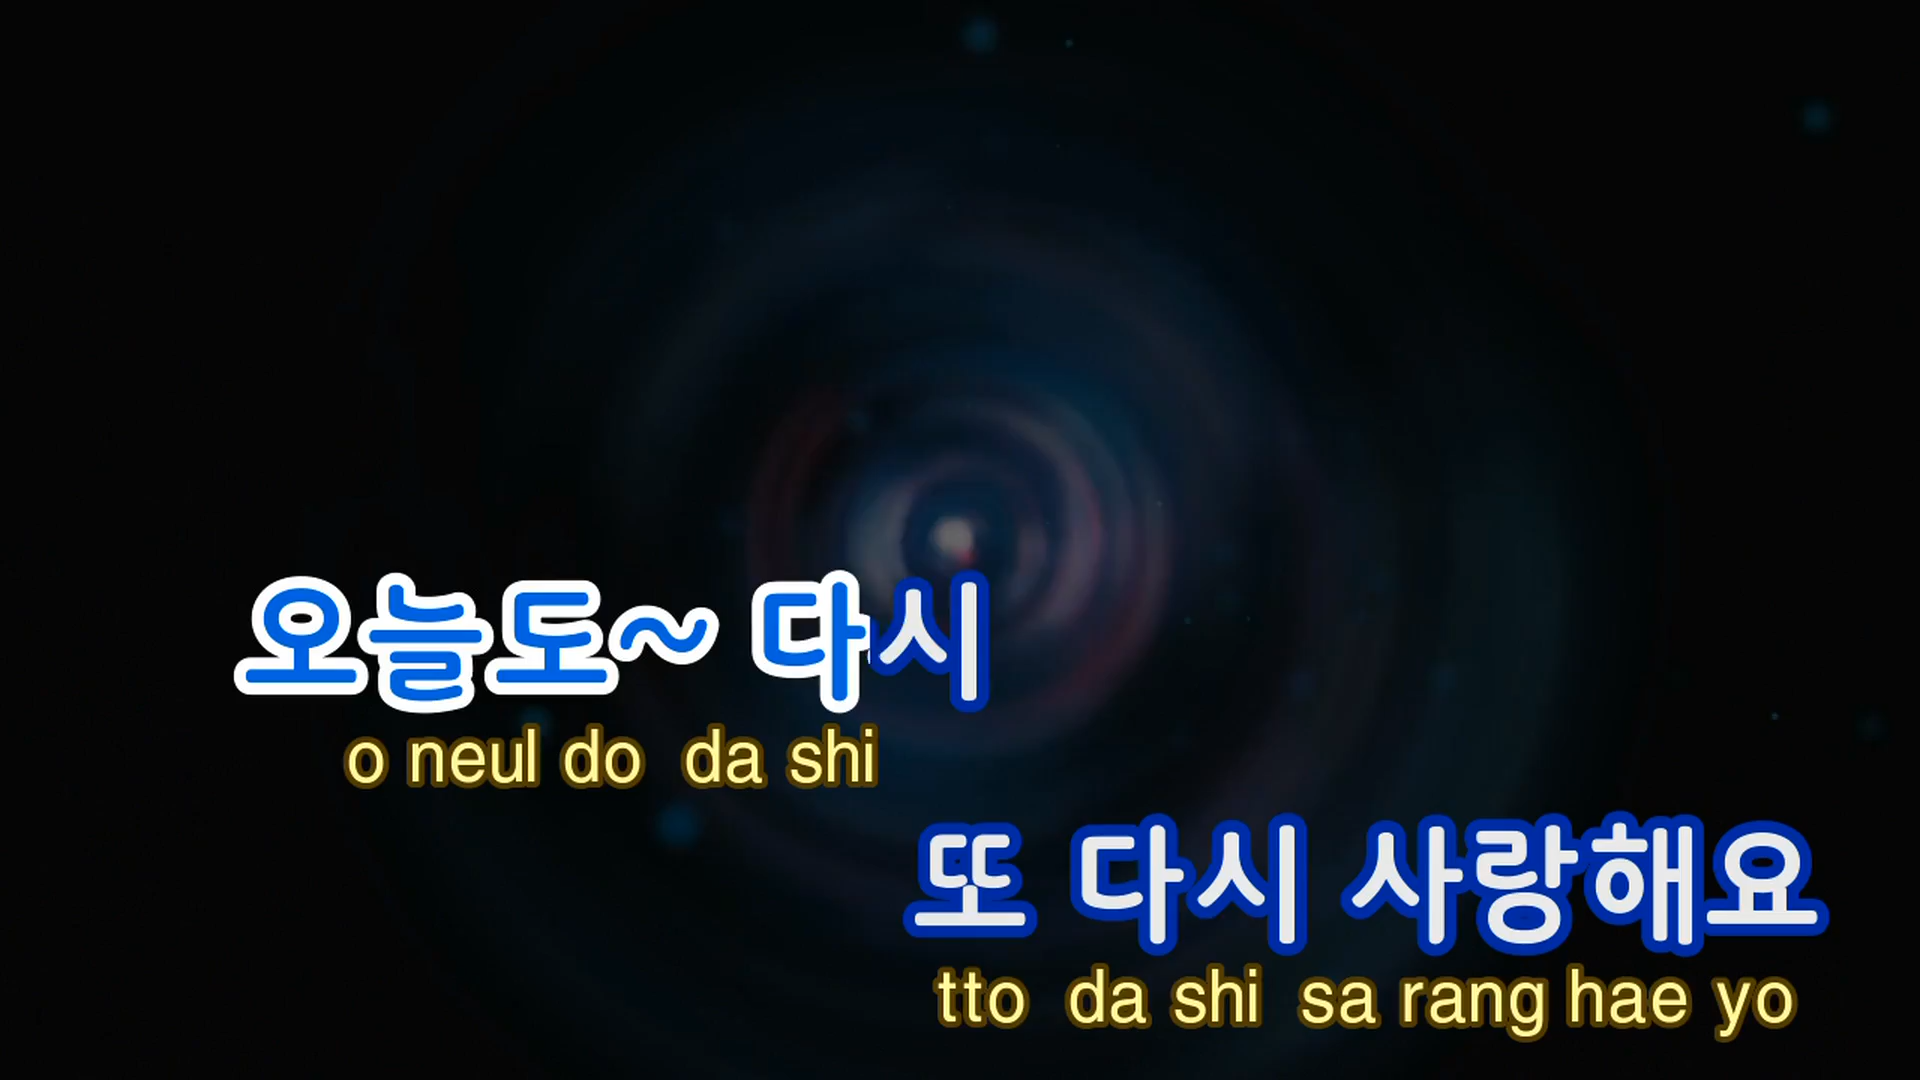 오늘도~ 다시
o neul do da shi
또 다시 사랑해요
tto da shi sa rang hae yo